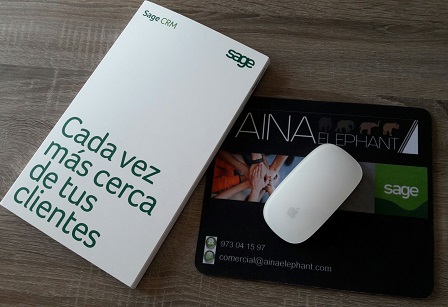 Sage CRM
sage
Cada vez
más cerca
de tus
clientes
AINA
ELEPHANT
sage
973 04 15 97
comercial@ainaelephant.com